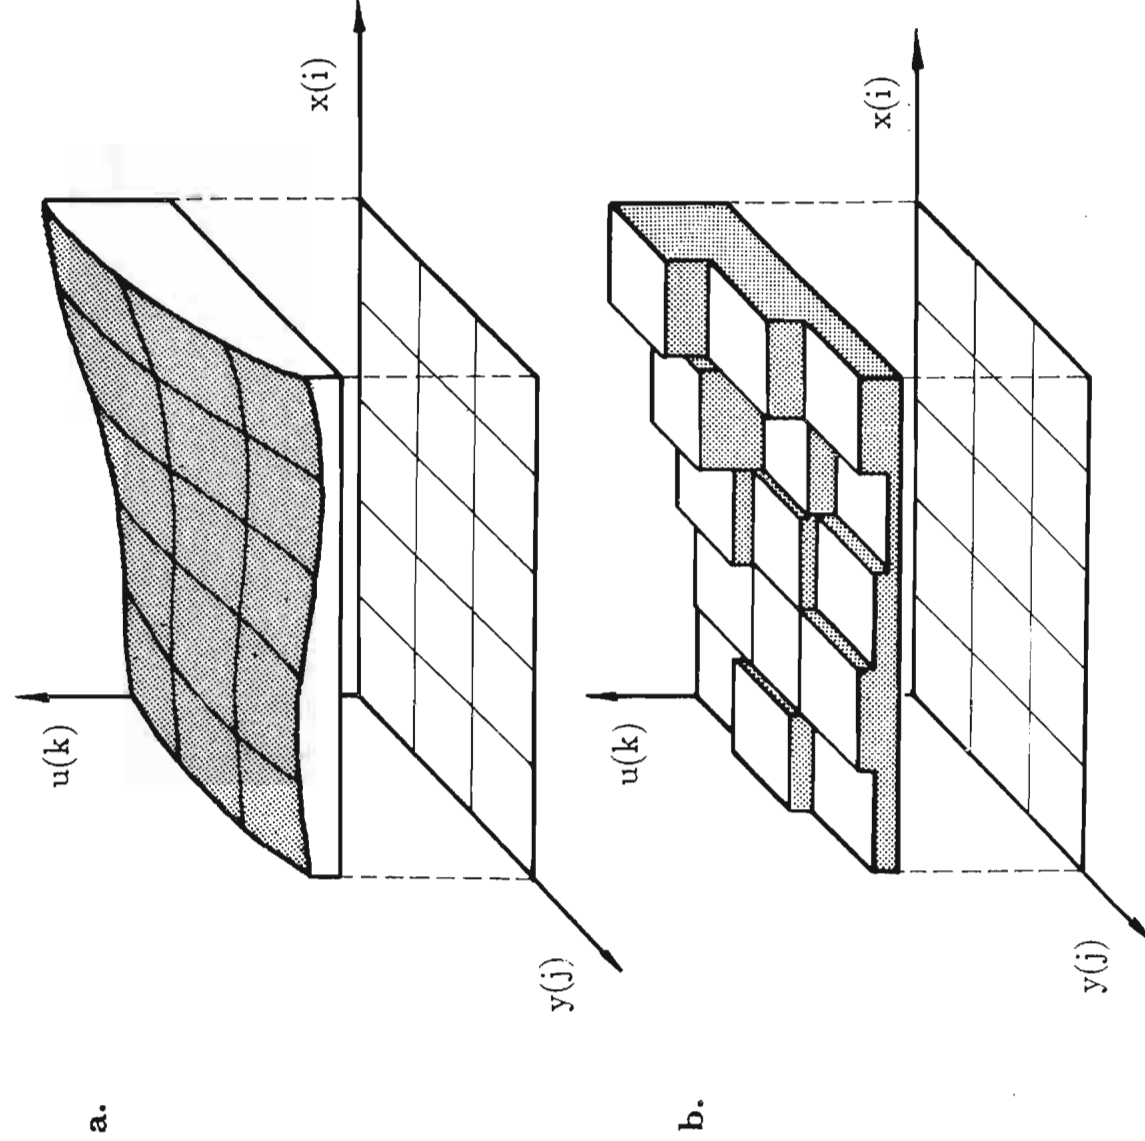 a.
u(k)
x(i)
y(j)
b.
u(k)
x(i)
y(j)